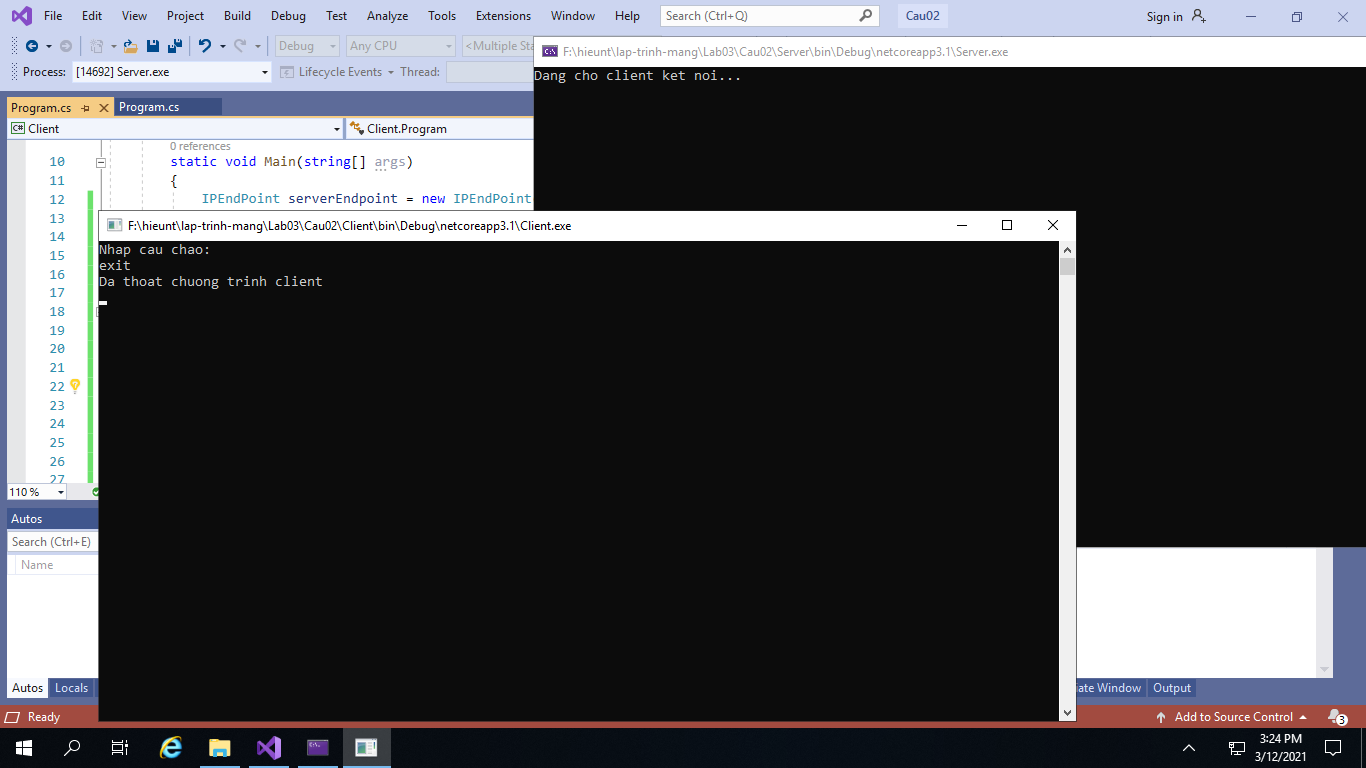 File Edit View Project Build Debug Test Analyze Tools Extensions Window Help Search (Ctrl+Q) Cau02 Sign in
Debug Any CPU <Multiple Sta
Process: [14692] Server.exe Lifecycle Events Thread:
F:\hieunt\lap-trinh-mang\Lab03\Cau02\Server\bin\Debug\netcoreapp3.1\Server.exe
Dang cho client ket noi...
Program.cs Program.cs
C# Client Client.Program
0 references
10 static void Main(string[] args)
11 {
12 IPEndPoint serverEndpoint = new IPEndPoint
13
14
15
16
17
18
19
20
21
22
23
24
25
26
27
F:\hieunt\lap-trinh-mang\Lab03\Cau02\Client\bin\Debug\netcoreapp3.1\Client.exe
Nhap cau chao:
exit
Da thoat chuong trinh client
110 %
Autos
Search (Ctrl+E)
Name
Autos Locals iate Window Output
Ready Add to Source Control 3
3:24 PM
3/12/2021